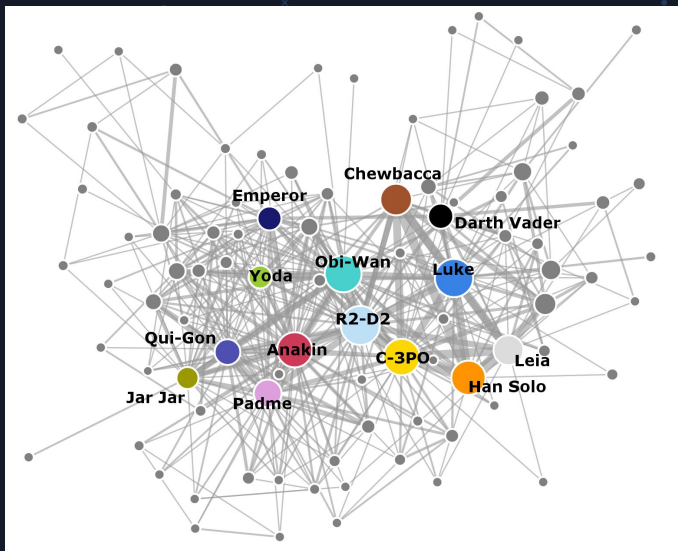 Chewbacca
Emperor
Darth Vader
Obi-Wan
Luke
Yoda
R2-D2
Qui-Gon
Anakin
C-3PO
Leia
Han Solo
Jar Jar
Padme